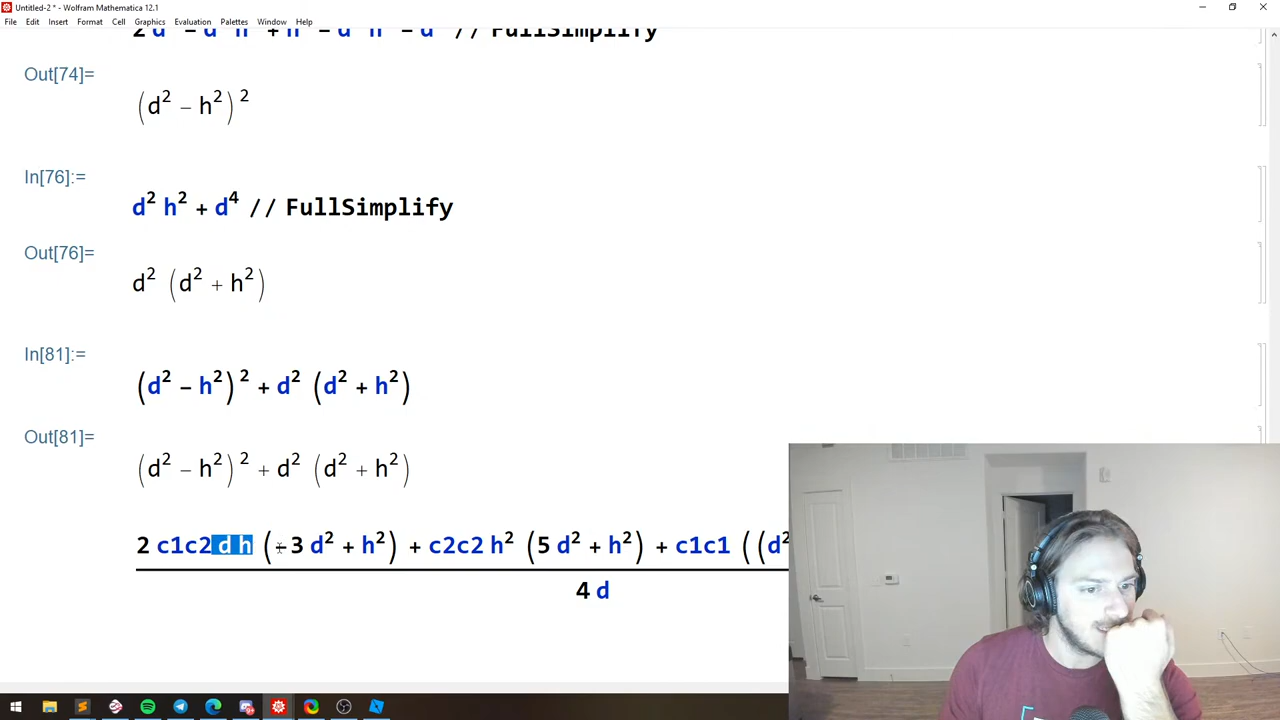 Untitled-2 * - Wolfram Mathematica 12.1
File Edit Insert Format Cell Graphics Evaluation Palettes Window Help
// FullSimplify
Out[74]=
(d² − h²)²
In[76]:=
d² h² + d⁴ // FullSimplify
Out[76]=
d² (d² + h²)
In[81]:=
(d² − h²)² + d² (d² + h²)
Out[81]=
(d² − h²)² + d² (d² + h²)
2 c1c2 d h (−3 d² + h²) + c2c2 h² (5 d² + h²) + c1c1 ((d²
4 d